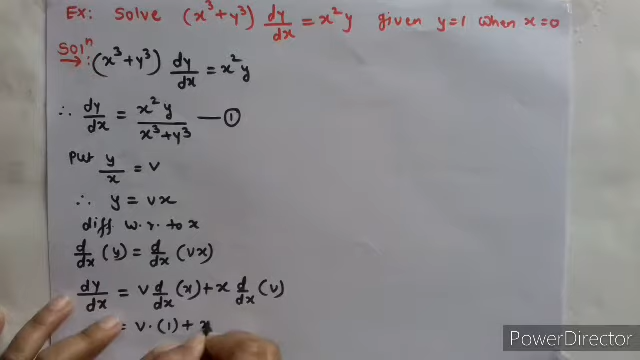 Ex: Solve (x³+y³) dy/dx = x²y given y=1 when x=0
Solⁿ
→ : (x³+y³) dy/dx = x²y
∴ dy/dx = x²y/(x³+y³) — ①
Put y/x = v
∴ y = vx
diff w.r.to x
d/dx (y) = d/dx (vx)
dy/dx = v d/dx (x) + x d/dx (v)
= v·(1) + x
PowerDirector